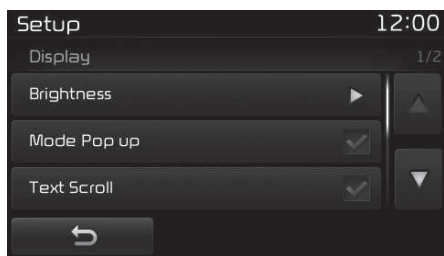 Setup 12:00
Display 1/2
Brightness
Mode Pop up
Text Scroll